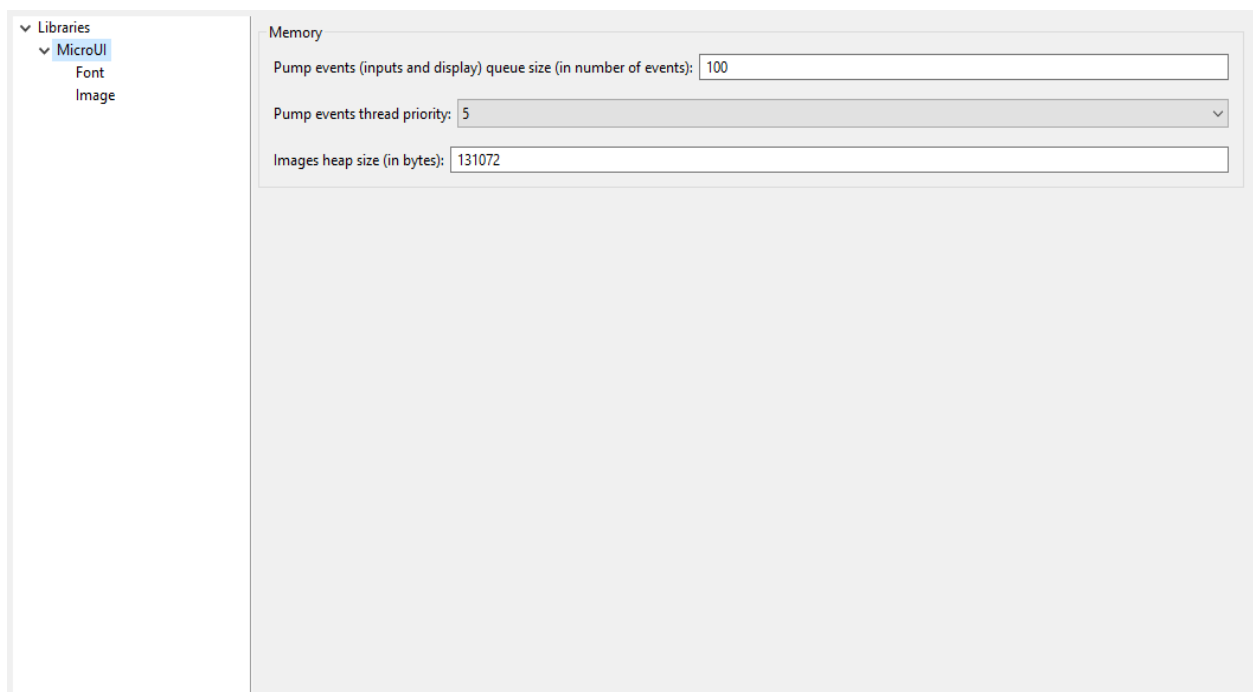 Libraries
MicroUI
Font
Image
Memory
Pump events (inputs and display) queue size (in number of events): 100
Pump events thread priority: 5
Images heap size (in bytes): 131072